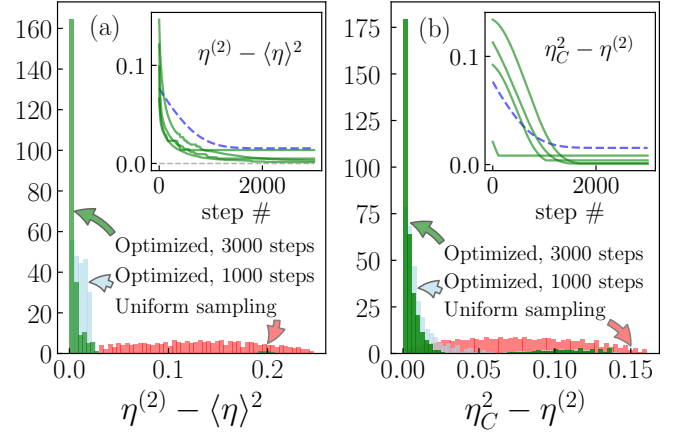 (a)
160
140
120
100
80
60
40
20
0
0.0
0.1
0.2
η^(2) − ⟨η⟩^2
0.1
0.0
2000
step #
η^(2) − ⟨η⟩^2
Optimized, 3000 steps
Optimized, 1000 steps
Uniform sampling
(b)
175
150
125
100
75
50
25
0
0.00
0.05
0.10
0.15
η_C^2 − η^(2)
0.1
0.0
0
2000
step #
η_C^2 − η^(2)
Optimized, 3000 steps
Optimized, 1000 steps
Uniform sampling